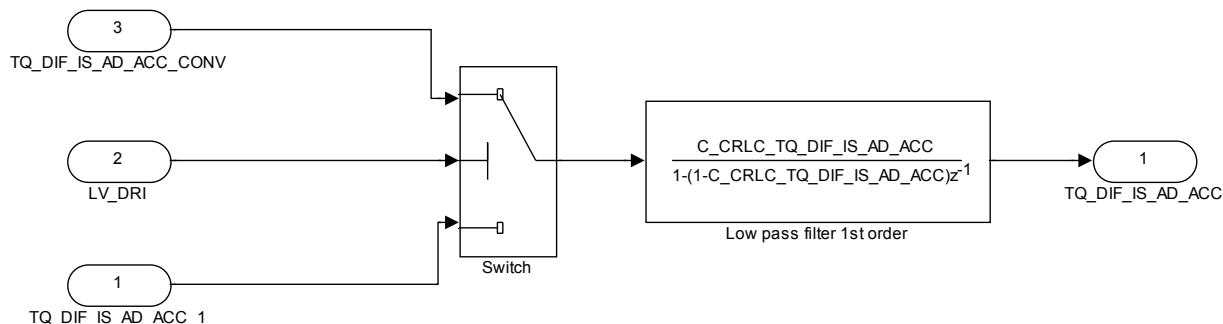 3
TQ_DIF_IS_AD_ACC_CONV
2
LV_DRI
1
TQ_DIF_IS_AD_ACC_1
Switch
C_CRLC_TQ_DIF_IS_AD_ACC
1-(1-C_CRLC_TQ_DIF_IS_AD_ACC)z-1
Low pass filter 1st order
1
TQ_DIF_IS_AD_ACC